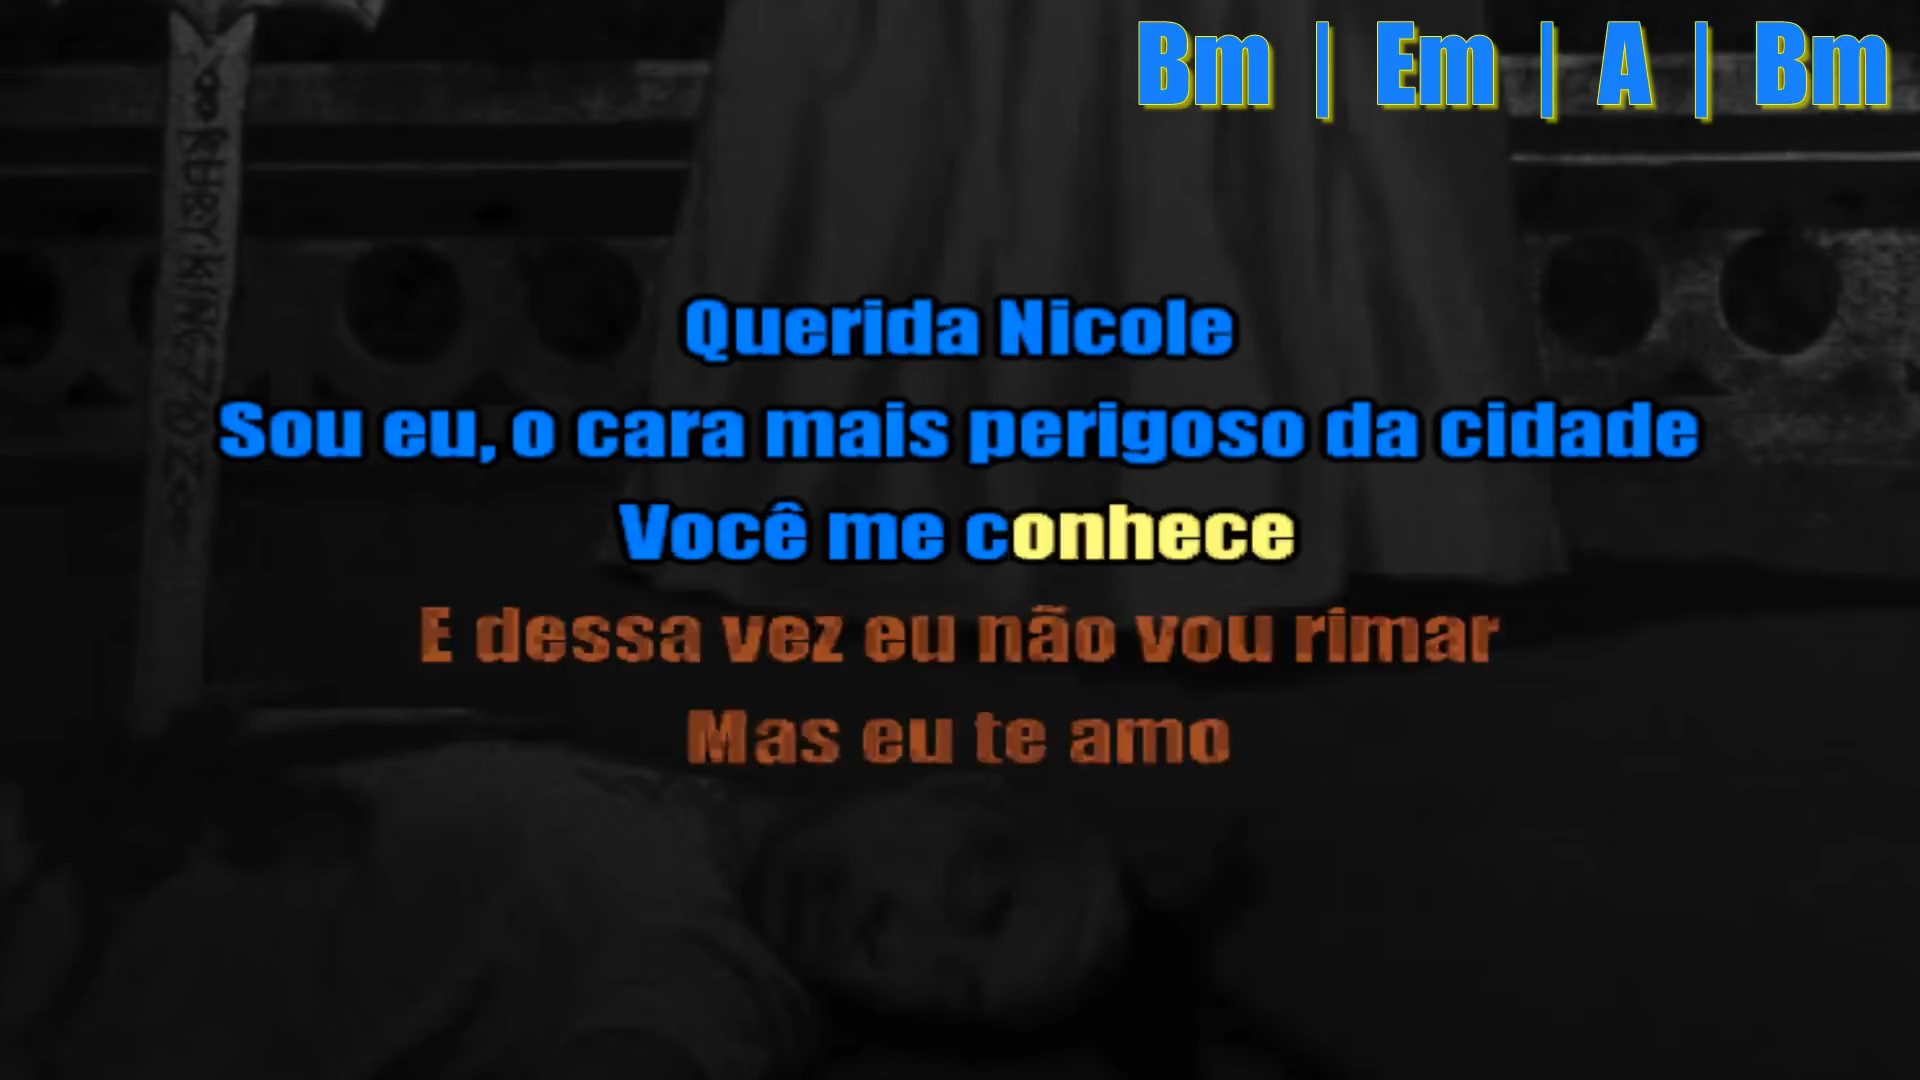 Bm | Em | A | Bm
Querida Nicole
Sou eu, o cara mais perigoso da cidade
Você me conhece
E dessa vez eu não vou rimar
Mas eu te amo